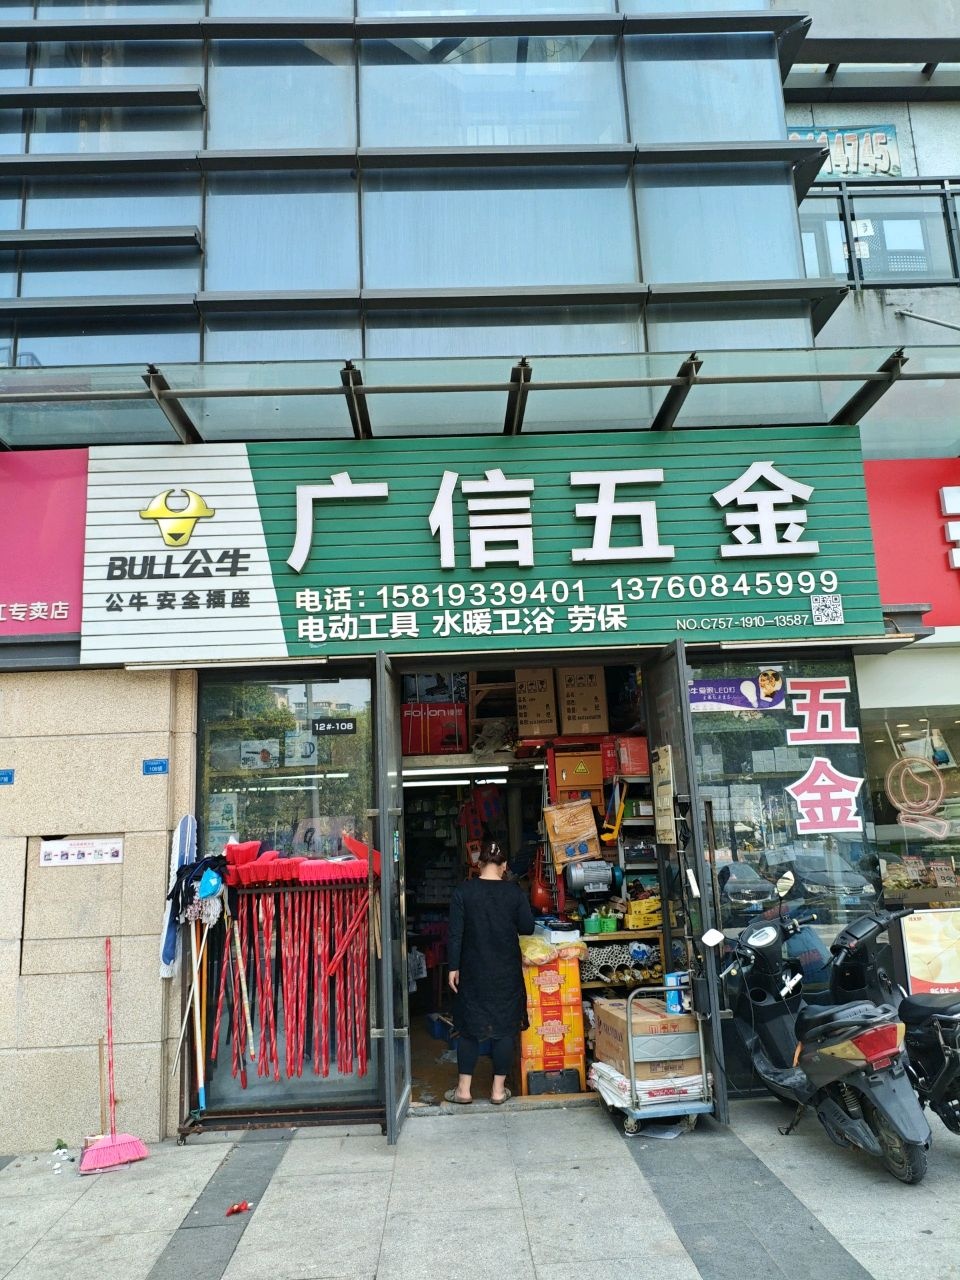 4745
BULL公牛
公牛 安全插座
广信五金
电话：15819339401 13760845999
电动工具 水暖卫浴 劳保
NO.C757-1910-13587
专卖店
12#-108
五金